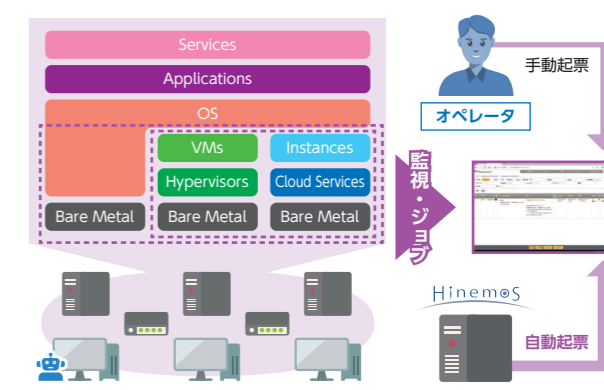 Services
Applications
OS
VMs
Instances
Hypervisors
Cloud Services
Bare Metal
Bare Metal
Bare Metal
監視・ジョブ
オペレータ
手動起票
Hinemos
自動起票